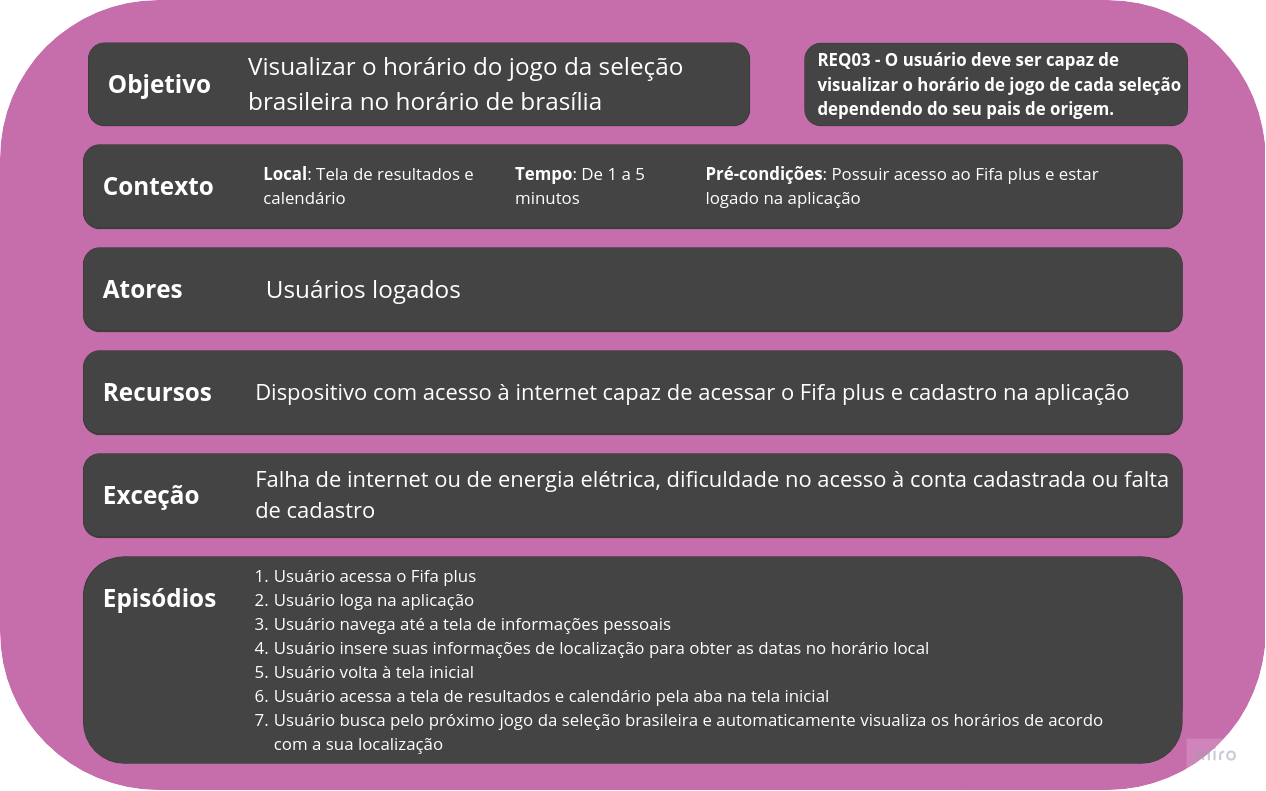 Objetivo
Visualizar o horário do jogo da seleção
brasileira no horário de brasília
REQ03 - O usuário deve ser capaz de
visualizar o horário de jogo de cada seleção
dependendo do seu pais de origem.
Contexto
Local: Tela de resultados e
calendário
Tempo: De 1 a 5
minutos
Pré-condições: Possuir acesso ao Fifa plus e estar
logado na aplicação
Atores
Usuários logados
Recursos
Dispositivo com acesso à internet capaz de acessar o Fifa plus e cadastro na aplicação
Exceção
Falha de internet ou de energia elétrica, dificuldade no acesso à conta cadastrada ou falta
de cadastro
Episódios
1. Usuário acessa o Fifa plus
2. Usuário loga na aplicação
3. Usuário navega até a tela de informações pessoais
4. Usuário insere suas informações de localização para obter as datas no horário local
5. Usuário volta à tela inicial
6. Usuário acessa a tela de resultados e calendário pela aba na tela inicial
7. Usuário busca pelo próximo jogo da seleção brasileira e automaticamente visualiza os horários de acordo
com a sua localização
miro